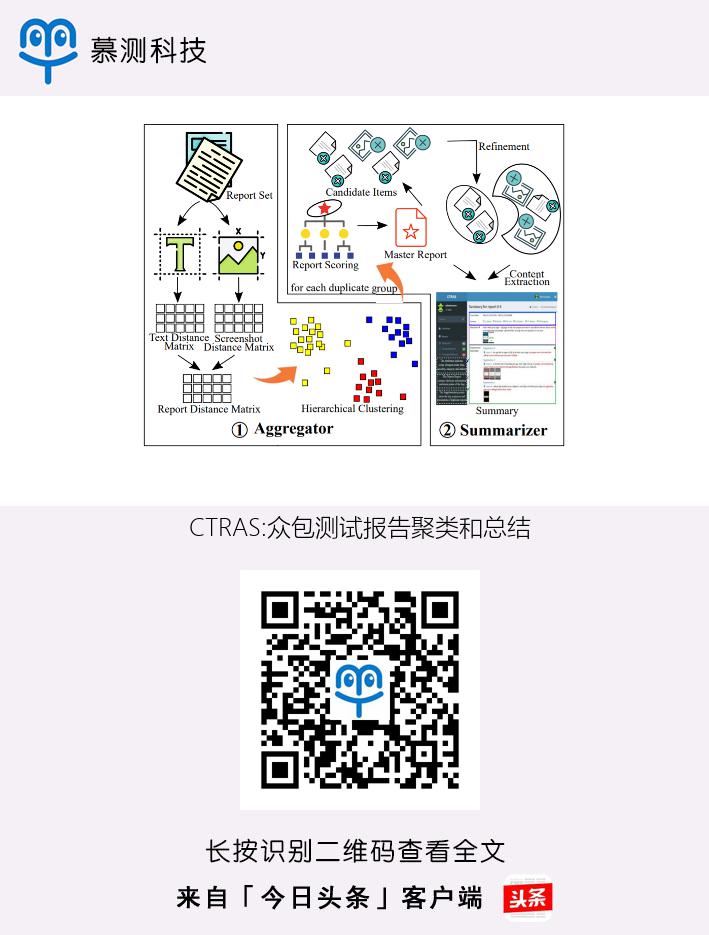 慕测科技
Report Set
T
X
Y
Text Distance
Matrix
Screenshot
Distance Matrix
Report Distance Matrix
Hierarchical Clustering
① Aggregator
Candidate Items
Refinement
Report Scoring
Master Report
for each duplicate group
Content
Extraction
CTRAS
Summary
② Summarizer
CTRAS:众包测试报告聚类和总结
长按识别二维码查看全文
来自「今日头条」客户端
头条